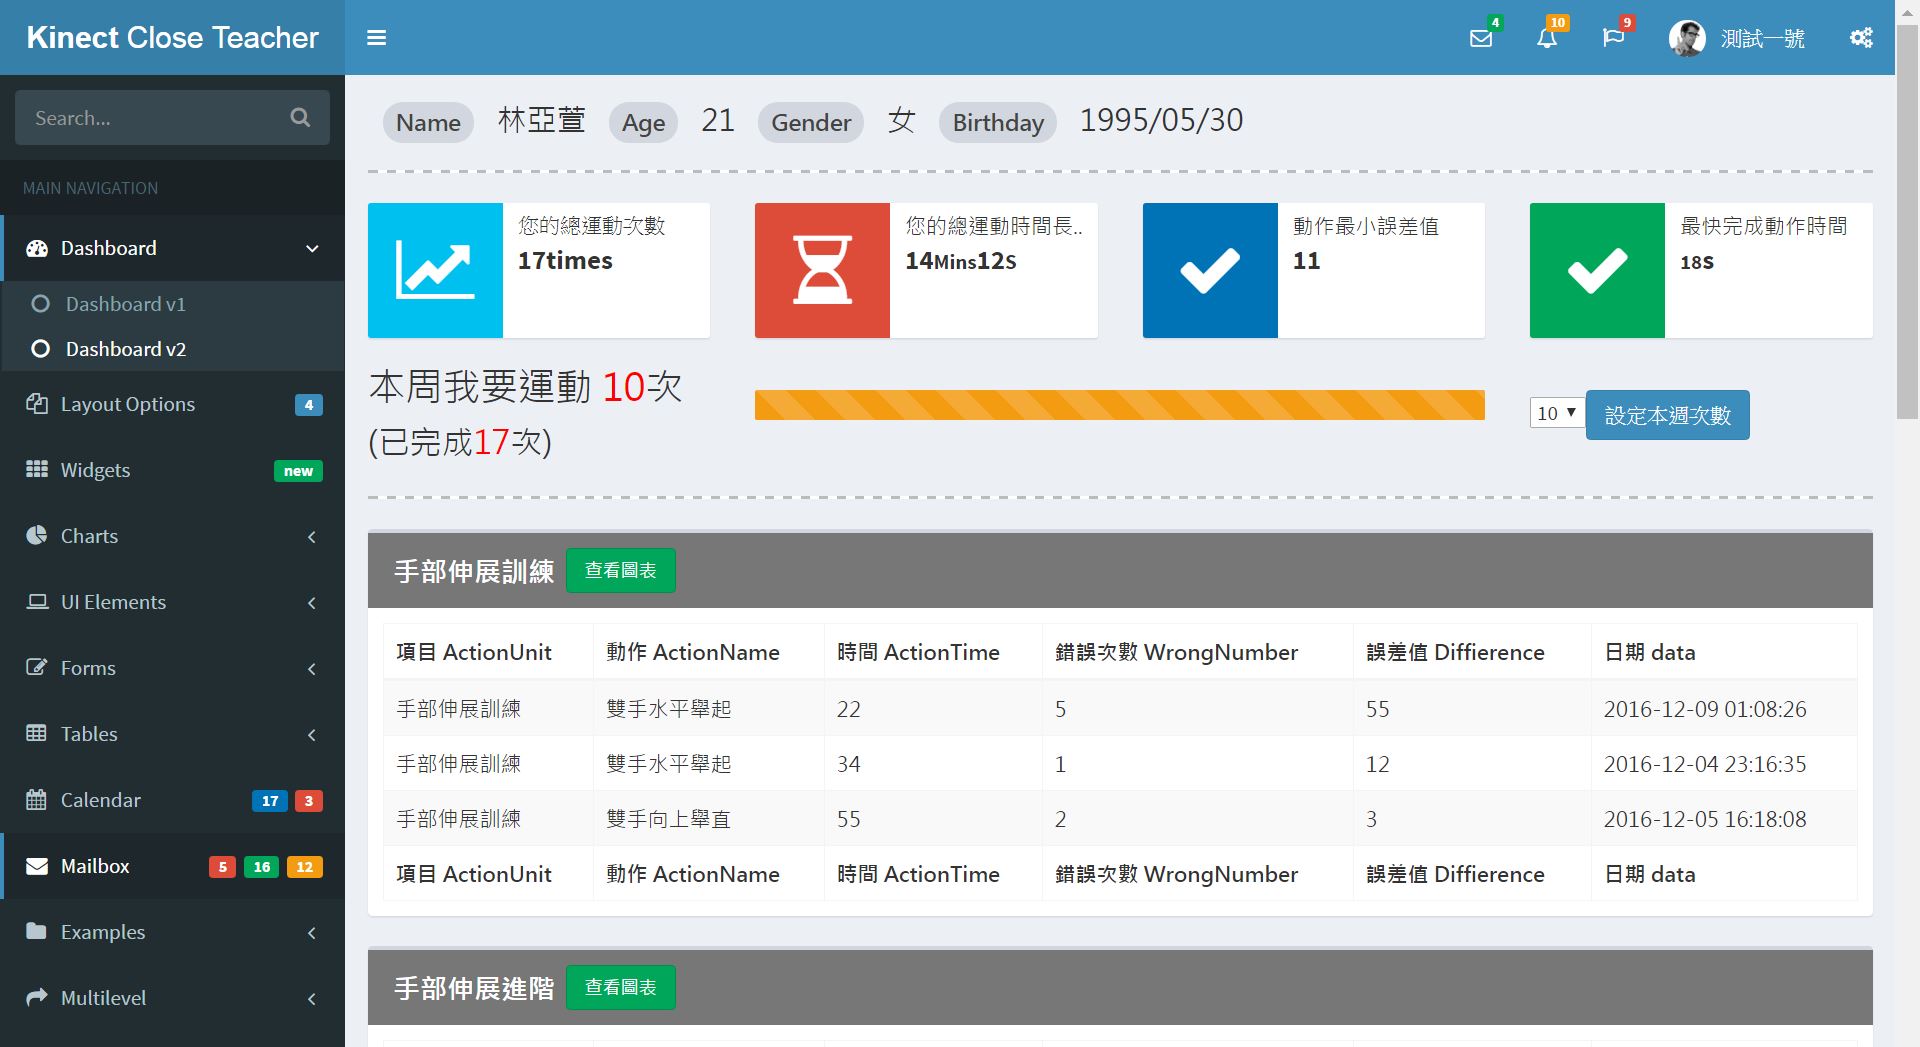 Kinect Close Teacher
4
10
9
測試一號
Search...
MAIN NAVIGATION
Dashboard
Dashboard v1
Dashboard v2
Layout Options 4
Widgets new
Charts
UI Elements
Forms
Tables
Calendar 17 3
Mailbox 5 16 12
Examples
Multilevel
Name 林亞萱 Age 21 Gender 女 Birthday 1995/05/30
您的總運動次數
17times
您的總運動時間長..
14Mins12S
動作最小誤差值
11
最快完成動作時間
18s
本周我要運動 10次
(已完成17次)
10 設定本週次數
手部伸展訓練 查看圖表
項目 ActionUnit 動作 ActionName 時間 ActionTime 錯誤次數 WrongNumber 誤差值 Diffierence 日期 data
手部伸展訓練 雙手水平舉起 22 5 55 2016-12-09 01:08:26
手部伸展訓練 雙手水平舉起 34 1 12 2016-12-04 23:16:35
手部伸展訓練 雙手向上舉直 55 2 3 2016-12-05 16:18:08
項目 ActionUnit 動作 ActionName 時間 ActionTime 錯誤次數 WrongNumber 誤差值 Diffierence 日期 data
手部伸展進階 查看圖表